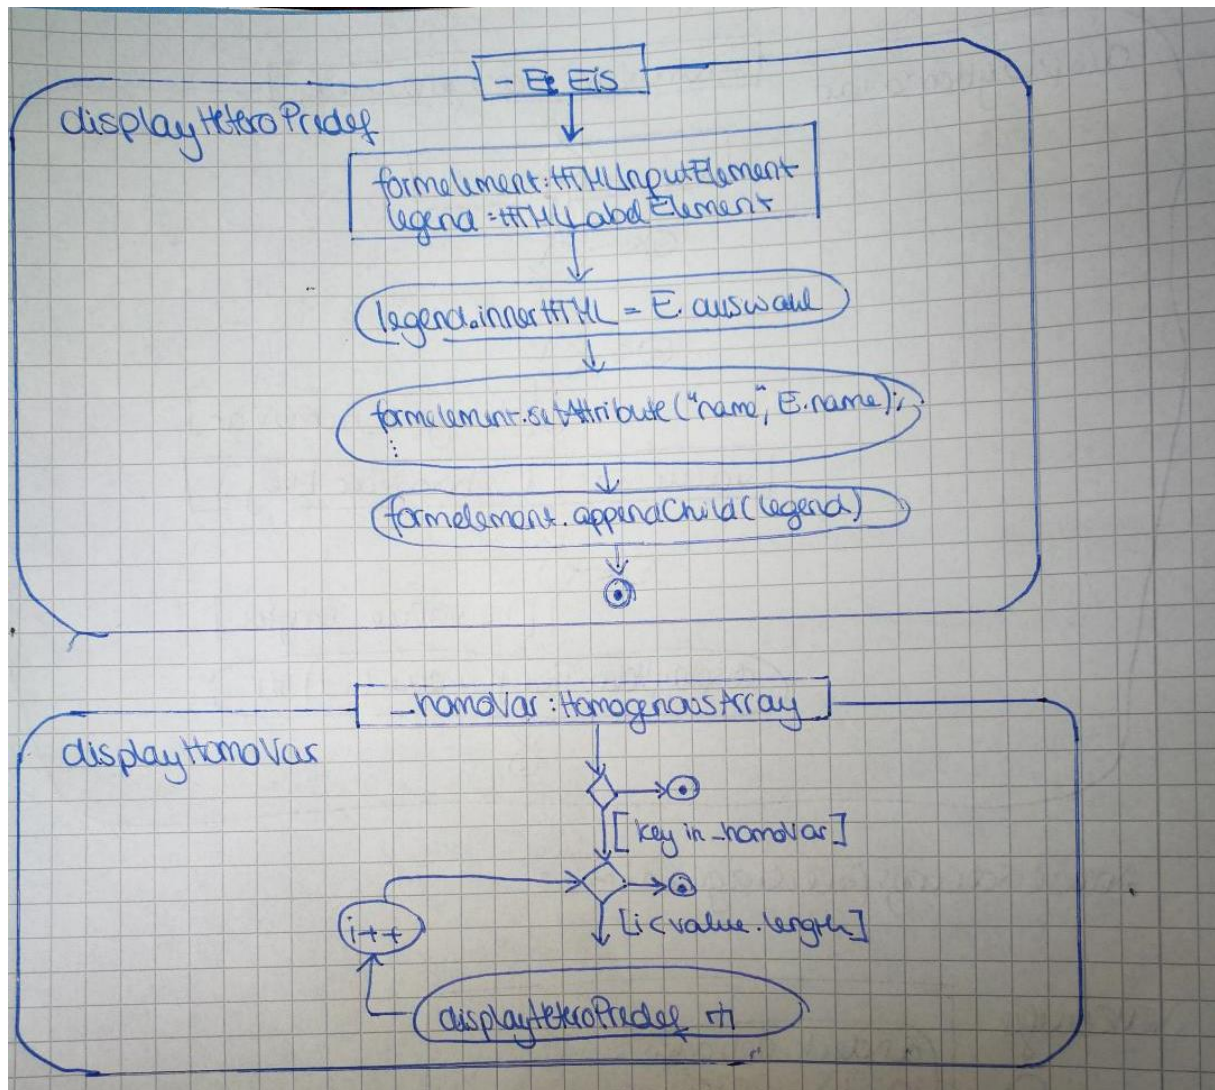 _E: Eis
displayHeteroPredef
formelement:HTMLInputElement
legend:HTMLLabelElement
legend.innerHTML = E.auswahl
formelement.setAttribute("name", E.name);
⋮
formelement.appendChild(legend)
_homoVar:HomogenousArray
displayHomoVar
[key in _homoVar]
[i<value.length]
i++
displayHeteroPredef